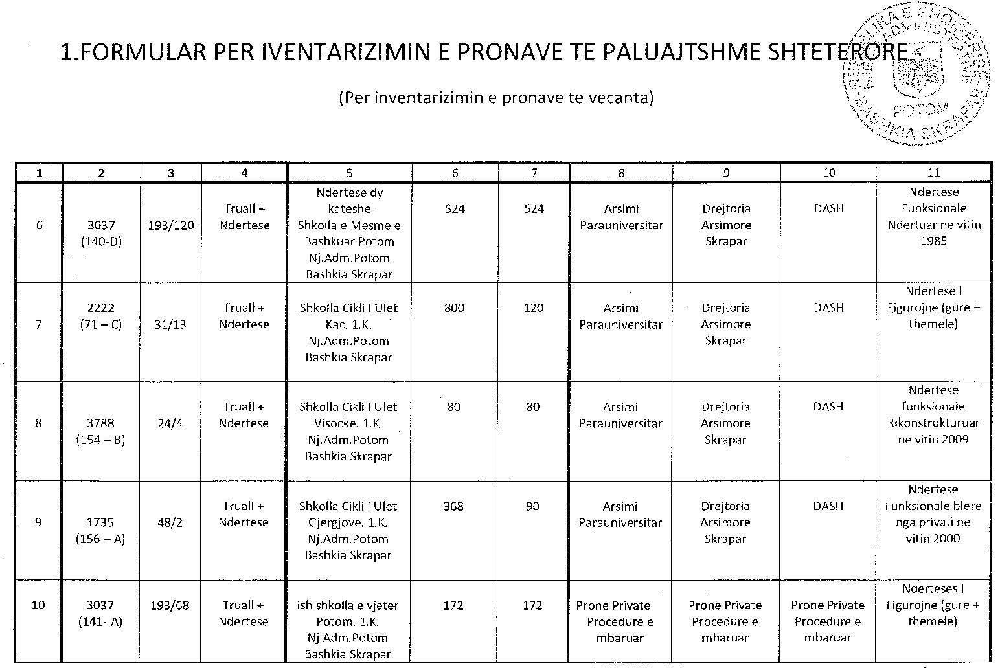 1.FORMULAR PER IVENTARIZIMIN E PRONAVE TE PALUAJTSHME SHTETERORE
(Per inventarizimin e pronave te vecanta)
REPUBLIKA E SHQIPERISE
NJESIA ADMINISTRATIVE
POTOM
BASHKIA SKRAPAR
1 2 3 4 5 6 7 8 9 10 11
6
3037
(140-D)
193/120
Truall +
Ndertese
Ndertese dy
kateshe
Shkolla e Mesme e
Bashkuar Potom
Nj.Adm.Potom
Bashkia Skrapar
524
524
Arsimi
Parauniversitar
Drejtoria
Arsimore
Skrapar
DASH
Ndertese
Funksionale
Ndertuar ne vitin
1985
7
2222
(71 – C)
31/13
Truall +
Ndertese
Shkolla Cikli I Ulet
Kac. 1.K.
Nj.Adm.Potom
Bashkia Skrapar
800
120
Arsimi
Parauniversitar
Drejtoria
Arsimore
Skrapar
DASH
Ndertese I
Figurojne (gure +
themele)
8
3788
(154 – B)
24/4
Truall +
Ndertese
Shkolla Cikli I Ulet
Visocke. 1.K.
Nj.Adm.Potom
Bashkia Skrapar
80
80
Arsimi
Parauniversitar
Drejtoria
Arsimore
Skrapar
DASH
Ndertese
funksionale
Rikonstrukturuar
ne vitin 2009
9
1735
(156 – A)
48/2
Truall +
Ndertese
Shkolla Cikli I Ulet
Gjergjove. 1.K.
Nj.Adm.Potom
Bashkia Skrapar
368
90
Arsimi
Parauniversitar
Drejtoria
Arsimore
Skrapar
DASH
Ndertese
Funksionale blere
nga privati ne
vitin 2000
10
3037
(141- A)
193/68
Truall +
Ndertese
ish shkolla e vjeter
Potom. 1.K.
Nj.Adm.Potom
Bashkia Skrapar
172
172
Prone Private
Procedure e
mbaruar
Prone Private
Procedure e
mbaruar
Prone Private
Procedure e
mbaruar
Nderteses I
Figurojne (gure +
themele)